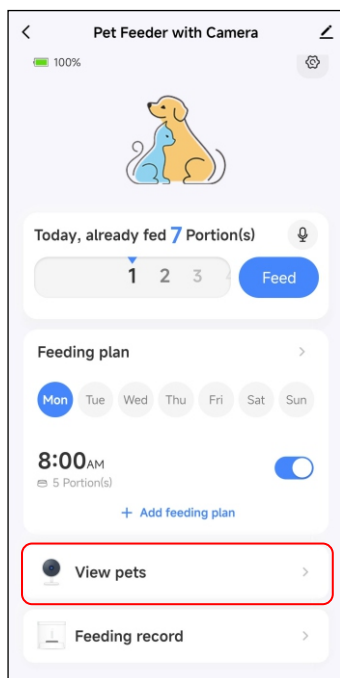 Pet Feeder with Camera
100%
Today, already fed 7 Portion(s)
1 2 3
Feed
Feeding plan
Mon Tue Wed Thu Fri Sat Sun
8:00AM
5 Portion(s)
+ Add feeding plan
View pets
Feeding record